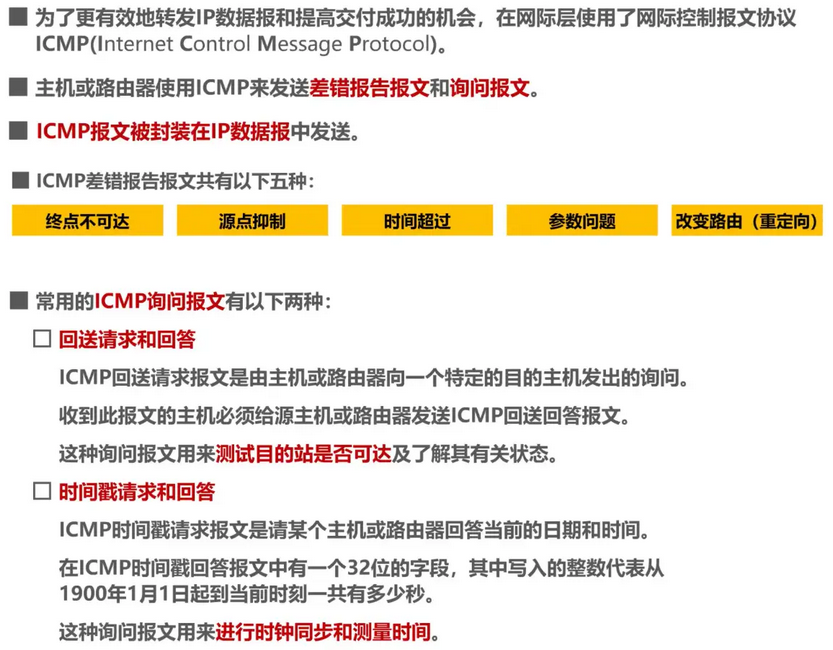 为了更有效地转发IP数据报和提高交付成功的机会，在网际层使用了网际控制报文协议
ICMP(Internet Control Message Protocol)。
主机或路由器使用ICMP来发送差错报告报文和询问报文。
ICMP报文被封装在IP数据报中发送。
ICMP差错报告报文共有以下五种：
终点不可达 源点抑制 时间超过 参数问题 改变路由（重定向）
常用的ICMP询问报文有以下两种：
回送请求和回答
ICMP回送请求报文是由主机或路由器向一个特定的目的主机发出的询问。
收到此报文的主机必须给源主机或路由器发送ICMP回送回答报文。
这种询问报文用来测试目的站是否可达及了解其有关状态。
时间戳请求和回答
ICMP时间戳请求报文是请某个主机或路由器回答当前的日期和时间。
在ICMP时间戳回答报文中有一个32位的字段，其中写入的整数代表从
1900年1月1日起到当前时刻一共有多少秒。
这种询问报文用来进行时钟同步和测量时间。